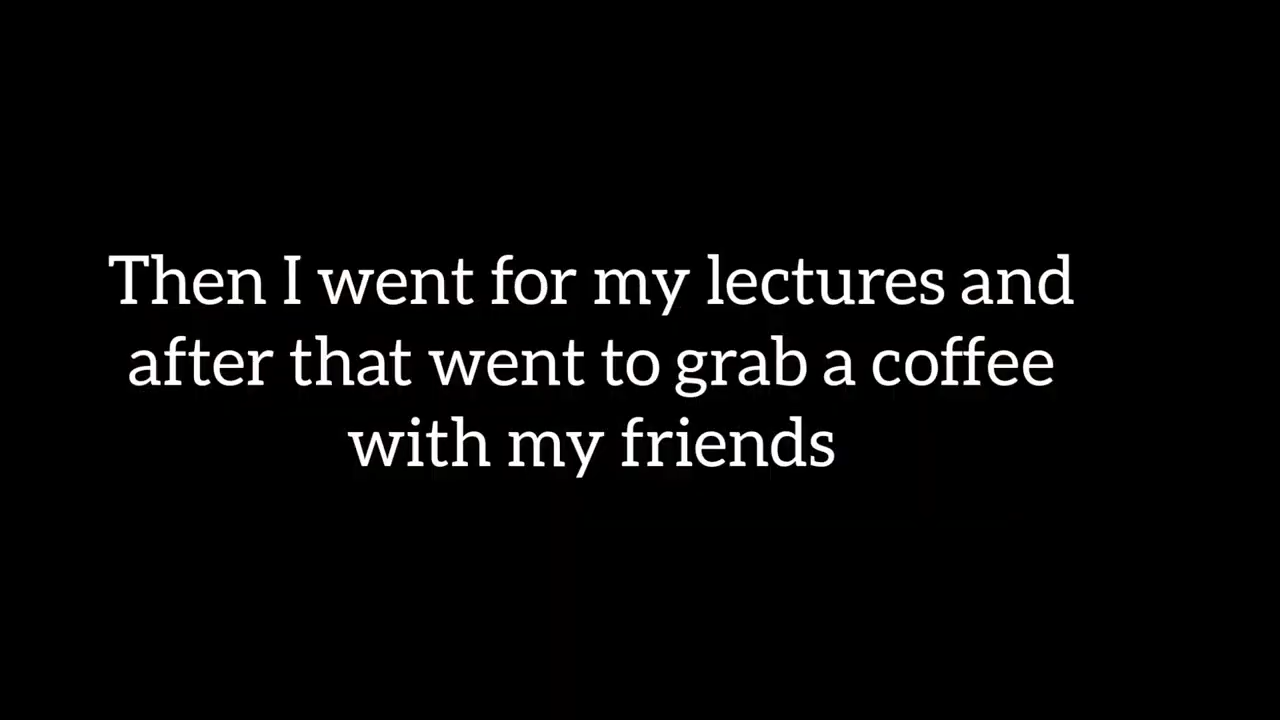 Then I went for my lectures and
after that went to grab a coffee
with my friends